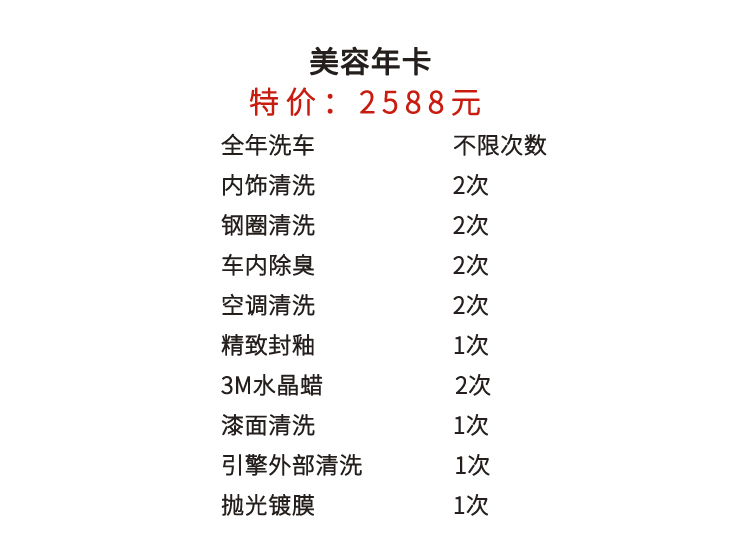 美容年卡
特价：2588元
全年洗车 不限次数
内饰清洗 2次
钢圈清洗 2次
车内除臭 2次
空调清洗 2次
精致封釉 1次
3M水晶蜡 2次
漆面清洗 1次
引擎外部清洗 1次
抛光镀膜 1次